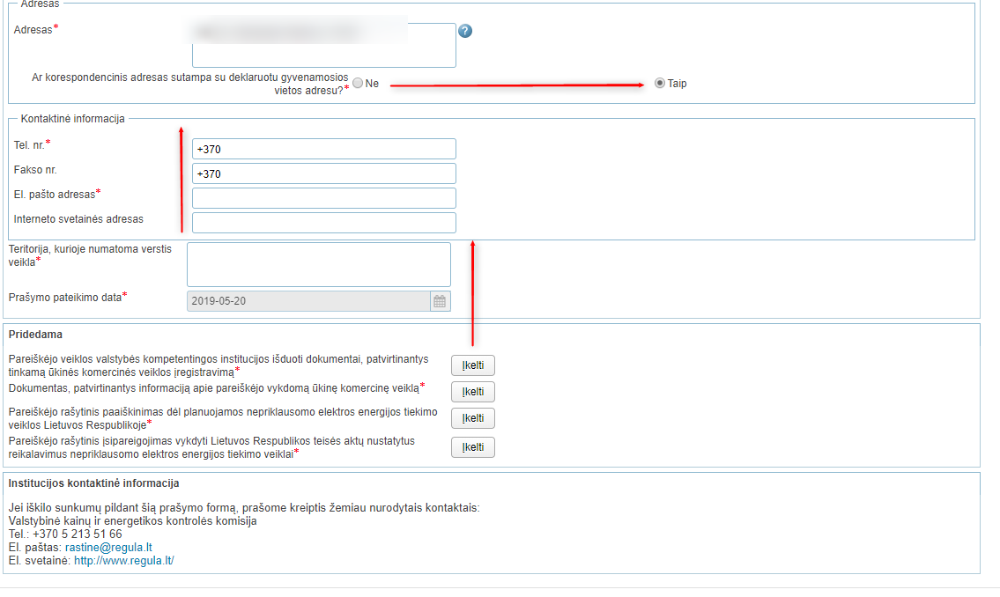 Adresas
Adresas*
Ar korespondencinis adresas sutampa su deklaruotu gyvenamosios
vietos adresu?*
Ne
Taip
Kontaktinė informacija
Tel. nr.*
+370
Fakso nr.
+370
El. pašto adresas*
Interneto svetainės adresas
Teritorija, kurioje numatoma verstis
veikla*
Prašymo pateikimo data*
2019-05-20
Pridedama
Pareiškėjo veiklos valstybės kompetentingos institucijos išduoti dokumentai, patvirtinantys
tinkamą ūkinės komercinės veiklos įregistravimą*
Įkelti
Dokumentas, patvirtinantys informaciją apie pareiškėjo vykdomą ūkinę komercinę veiklą*
Įkelti
Pareiškėjo rašytinis paaiškinimas dėl planuojamos nepriklausomo elektros energijos tiekimo
veiklos Lietuvos Respublikoje*
Įkelti
Pareiškėjo rašytinis įsipareigojimas vykdyti Lietuvos Respublikos teisės aktų nustatytus
reikalavimus nepriklausomo elektros energijos tiekimo veiklai*
Įkelti
Institucijos kontaktinė informacija
Jei iškilo sunkumų pildant šią prašymo formą, prašome kreiptis žemiau nurodytais kontaktais:
Valstybinė kainų ir energetikos kontrolės komisija
Tel.: +370 5 213 51 66
El. paštas: rastine@regula.lt
El. svetainė: http://www.regula.lt/